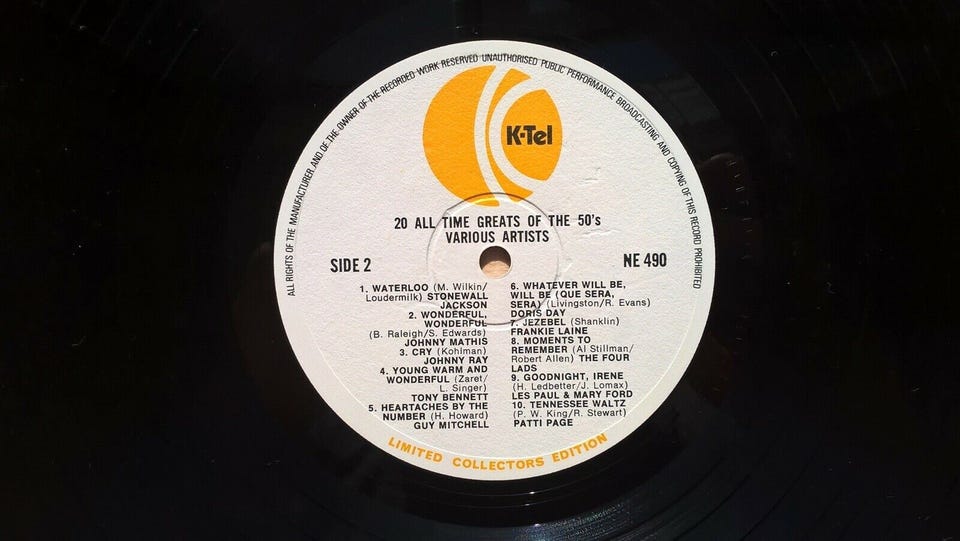 ALL RIGHTS OF THE MANUFACTURER AND OF THE OWNER OF THE RECORDED WORK RESERVED UNAUTHORISED PUBLIC PERFORMANCE BROADCASTING AND COPYING OF THIS RECORD PROHIBITED
K-Tel
20 ALL TIME GREATS OF THE 50's
VARIOUS ARTISTS
SIDE 2
NE 490
1. WATERLOO (M. Wilkin/
Loudermilk) STONEWALL
JACKSON
2. WONDERFUL,
WONDERFUL
(B. Raleigh/S. Edwards)
JOHNNY MATHIS
3. CRY (Kohlman)
JOHNNY RAY
4. YOUNG WARM AND
WONDERFUL (Zaret/
L. Singer)
TONY BENNETT
5. HEARTACHES BY THE
NUMBER (H. Howard)
GUY MITCHELL
6. WHATEVER WILL BE,
WILL BE (QUE SERA,
SERA) (Livingston/R. Evans)
DORIS DAY
7. JEZEBEL (Shanklin)
FRANKIE LAINE
8. MOMENTS TO
REMEMBER (Al Stillman/
Robert Allen) THE FOUR
LADS
9. GOODNIGHT, IRENE
(H. Ledbetter/J. Lomax)
LES PAUL & MARY FORD
10. TENNESSEE WALTZ
(P. W. King/R. Stewart)
PATTI PAGE
LIMITED COLLECTORS EDITION